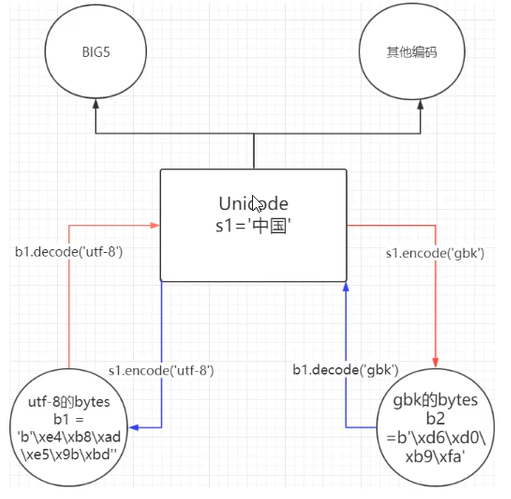 BIG5
其他编码
Unicode
s1='中国'
b1.decode('utf-8')
s1.encode('gbk')
s1.encode('utf-8')
b1.decode('gbk')
utf-8的bytes
b1 =
'b'\xe4\xb8\xad
\xe5\x9b\xbd''
gbk的bytes
b2
=b'\xd6\xd0\
xb9\xfa'